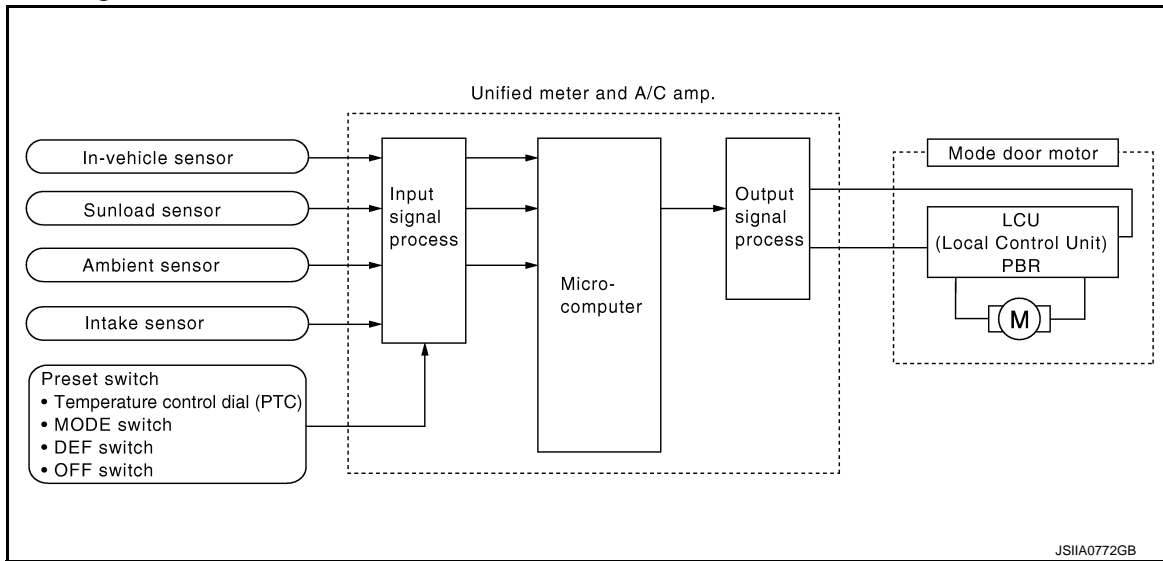 Unified meter and A/C amp.
In-vehicle sensor
Sunload sensor
Ambient sensor
Intake sensor
Preset switch
• Temperature control dial (PTC)
• MODE switch
• DEF switch
• OFF switch
Input
signal
process
Micro-
computer
Output
signal
process
Mode door motor
LCU
(Local Control Unit)
PBR
M
JSIIA0772GB